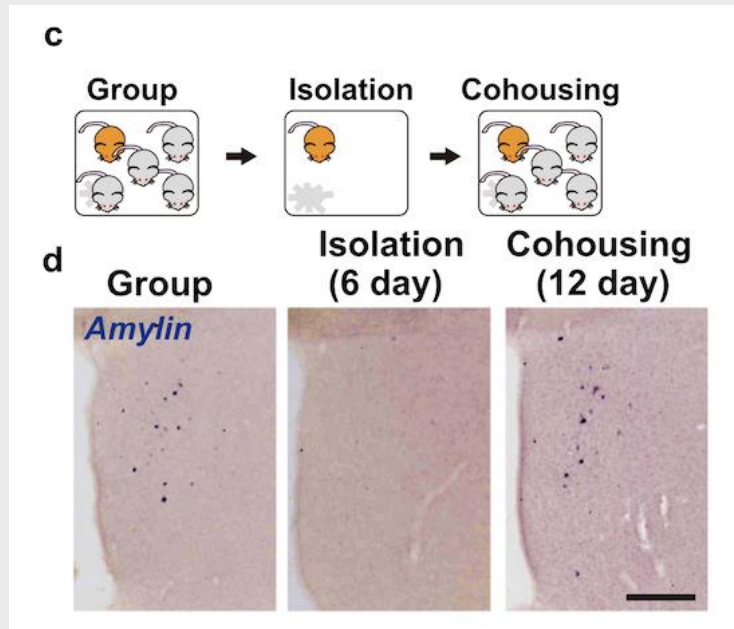 c
Group
Isolation
Cohousing
d
Group
Isolation
(6 day)
Cohousing
(12 day)
Amylin